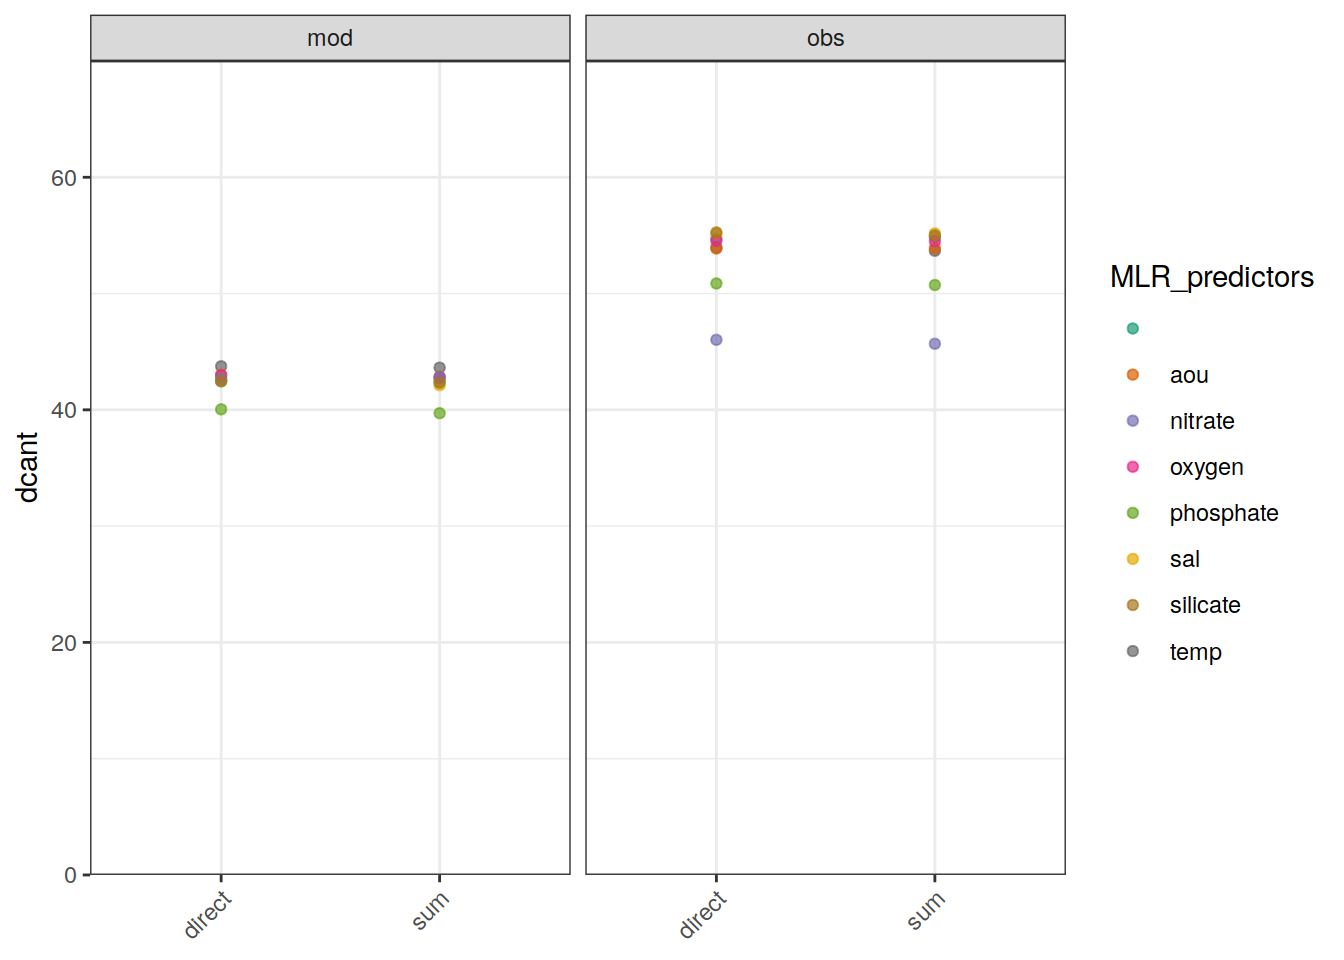 mod
obs
60
40
20
0
dcant
direct
sum
direct
sum
MLR_predictors
aou
nitrate
oxygen
phosphate
sal
silicate
temp